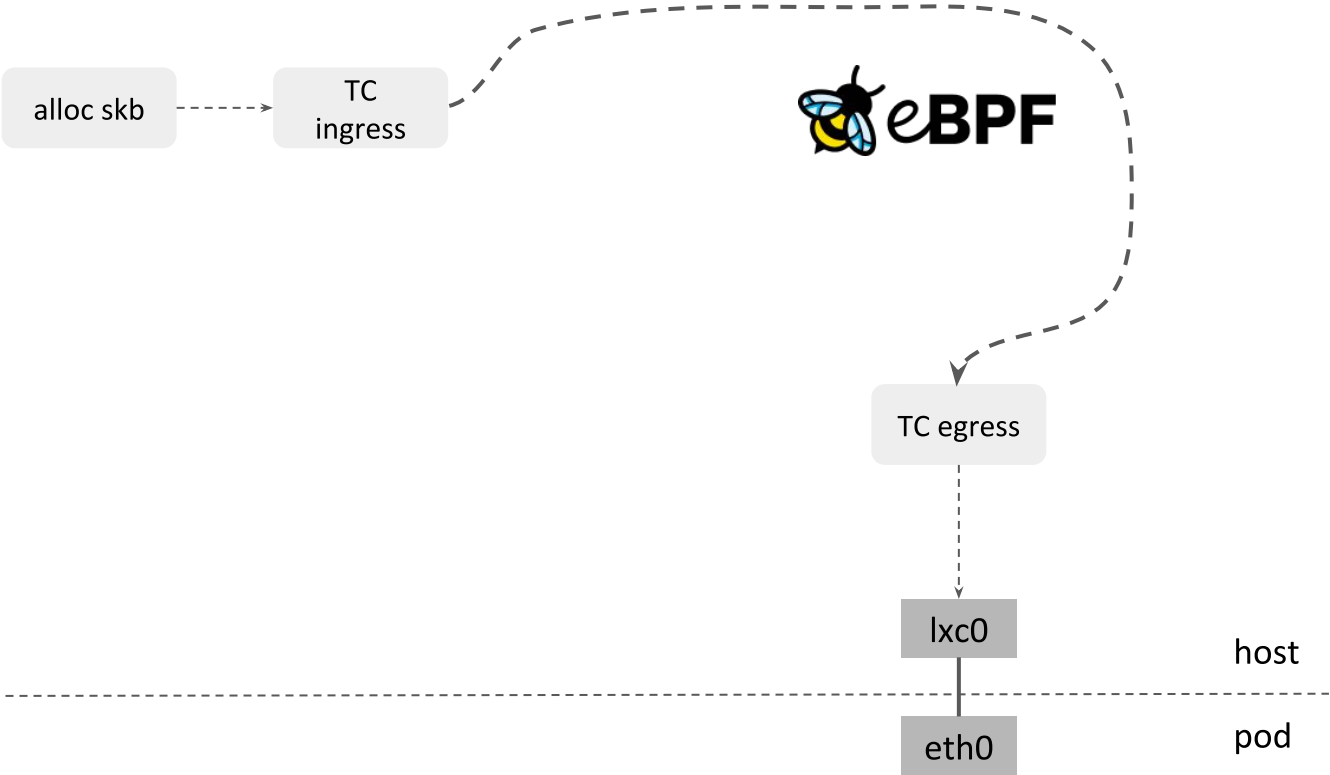 alloc skb
TC
ingress
eBPF
TC egress
lxc0
host
eth0
pod